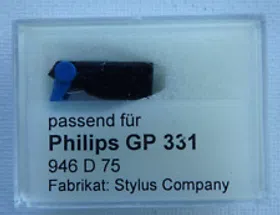 passend für
Philips GP 331
946 D 75
Fabrikat: Stylus Company